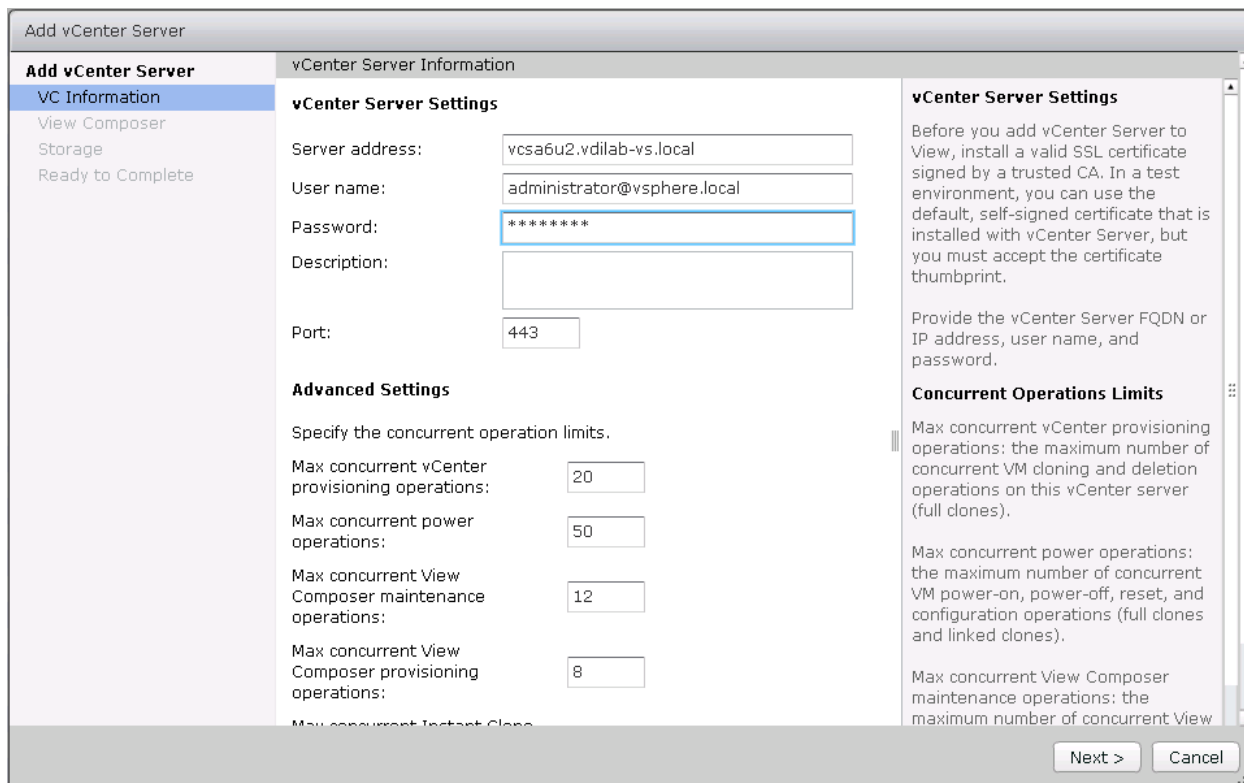 Add vCenter Server
Add vCenter Server
VC Information
View Composer
Storage
Ready to Complete
vCenter Server Information
vCenter Server Settings
Server address:
vcsa6u2.vdilab-vs.local
User name:
administrator@vsphere.local
Password:
********
Description:
Port:
443
Advanced Settings
Specify the concurrent operation limits.
Max concurrent vCenter
provisioning operations:
20
Max concurrent power
operations:
50
Max concurrent View
Composer maintenance
operations:
12
Max concurrent View
Composer provisioning
operations:
8
Max concurrent Instant Clone
vCenter Server Settings
Before you add vCenter Server to
View, install a valid SSL certificate
signed by a trusted CA. In a test
environment, you can use the
default, self-signed certificate that is
installed with vCenter Server, but
you must accept the certificate
thumbprint.
Provide the vCenter Server FQDN or
IP address, user name, and
password.
Concurrent Operations Limits
Max concurrent vCenter provisioning
operations: the maximum number of
concurrent VM cloning and deletion
operations on this vCenter server
(full clones).
Max concurrent power operations:
the maximum number of concurrent
VM power-on, power-off, reset, and
configuration operations (full clones
and linked clones).
Max concurrent View Composer
maintenance operations: the
maximum number of concurrent View
Next >
Cancel